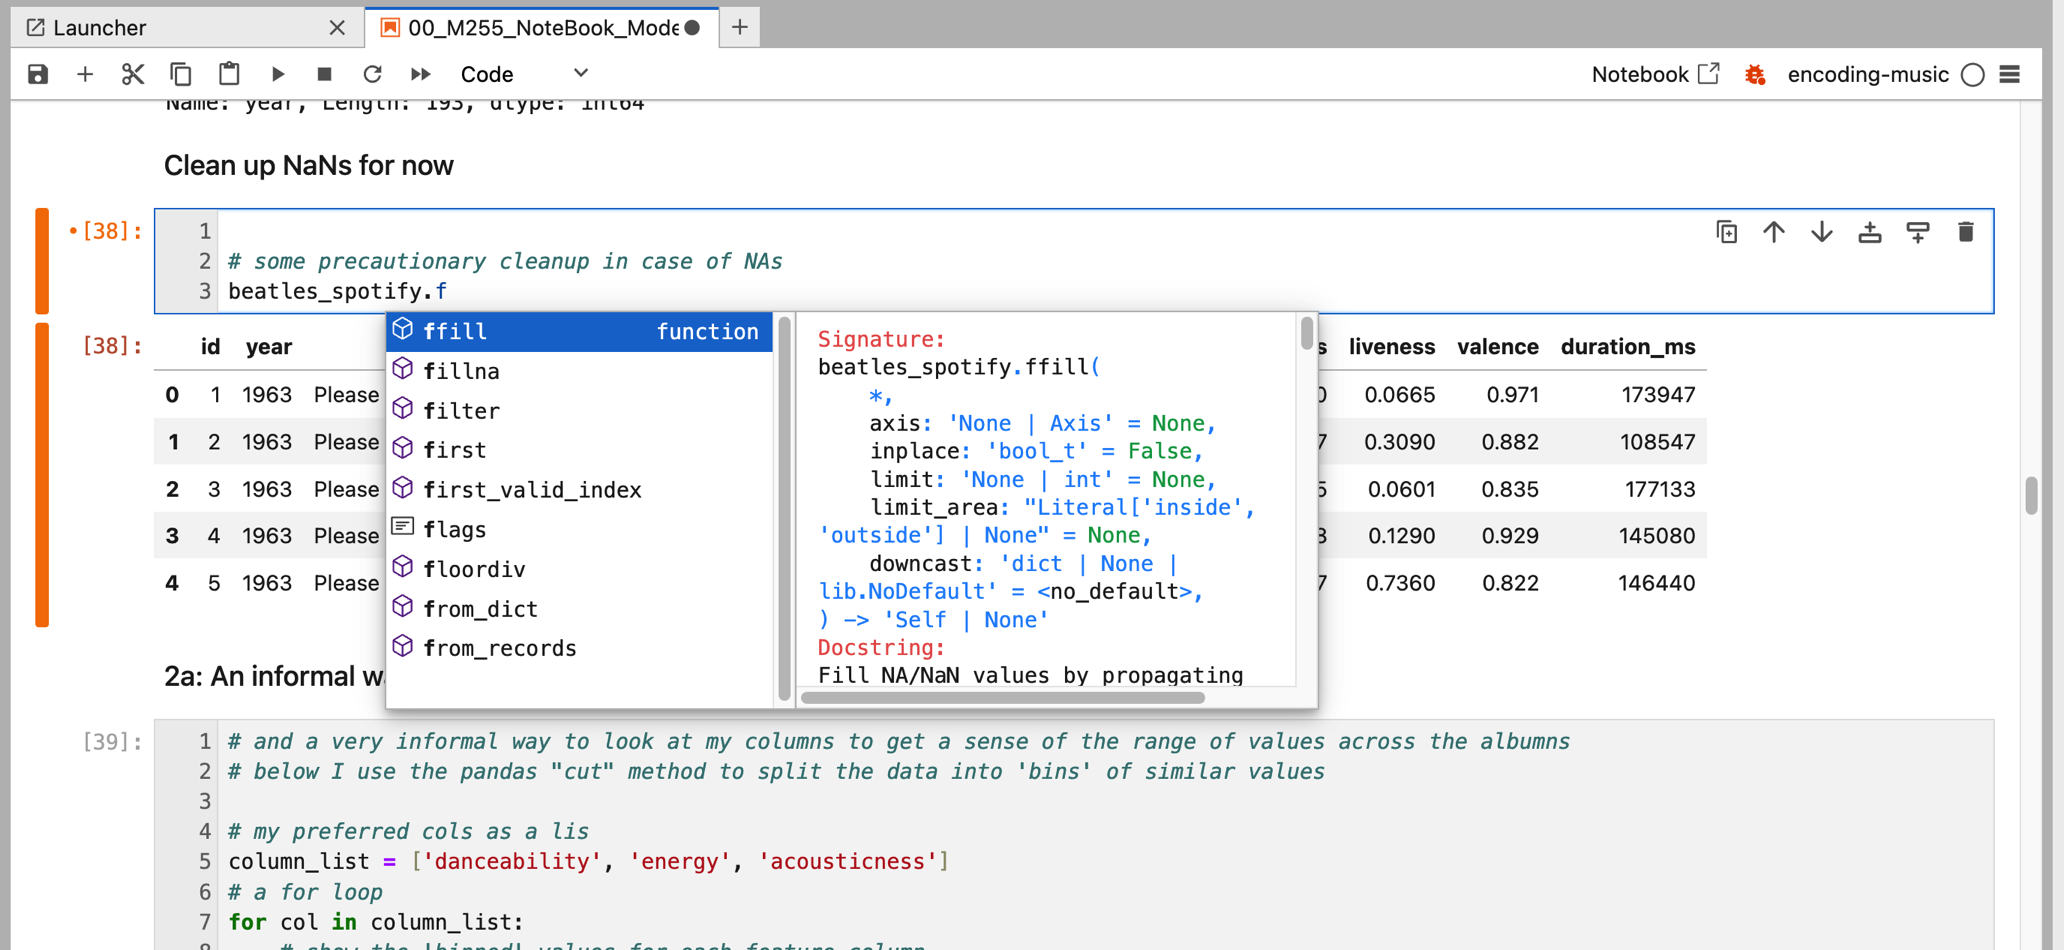 Launcher
00_M255_NoteBook_Mode
Code
Notebook
encoding-music
Name: year, Length: 193, dtype: int64
Clean up NaNs for now
[38]:
1
2 # some precautionary cleanup in case of NAs
3 beatles_spotify.f
[38]: id year
s liveness valence duration_ms
0 1 1963 Please 0.0665 0.971 173947
1 2 1963 Please 7 0.3090 0.882 108547
2 3 1963 Please 5 0.0601 0.835 177133
3 4 1963 Please 0.1290 0.929 145080
4 5 1963 Please 7 0.7360 0.822 146440
ffill function
fillna
filter
first
first_valid_index
flags
floordiv
from_dict
from_records
Signature:
beatles_spotify.ffill(
*,
axis: 'None | Axis' = None,
inplace: 'bool_t' = False,
limit: 'None | int' = None,
limit_area: "Literal['inside',
'outside'] | None" = None,
downcast: 'dict | None |
lib.NoDefault' = <no_default>,
) -> 'Self | None'
Docstring:
Fill NA/NaN values by propagating
2a: An informal w
[39]:
1 # and a very informal way to look at my columns to get a sense of the range of values across the albumns
2 # below I use the pandas "cut" method to split the data into 'bins' of similar values
3
4 # my preferred cols as a lis
5 column_list = ['danceability', 'energy', 'acousticness']
6 # a for loop
7 for col in column_list:
8 # show the 'binned' values for each feature column